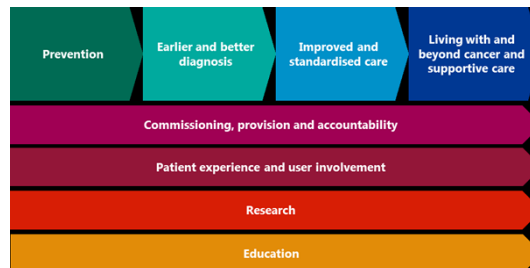 Prevention
Earlier and better
diagnosis
Improved and
standardised care
Living with and
beyond cancer and
supportive care
Commissioning, provision and accountability
Patient experience and user involvement
Research
Education